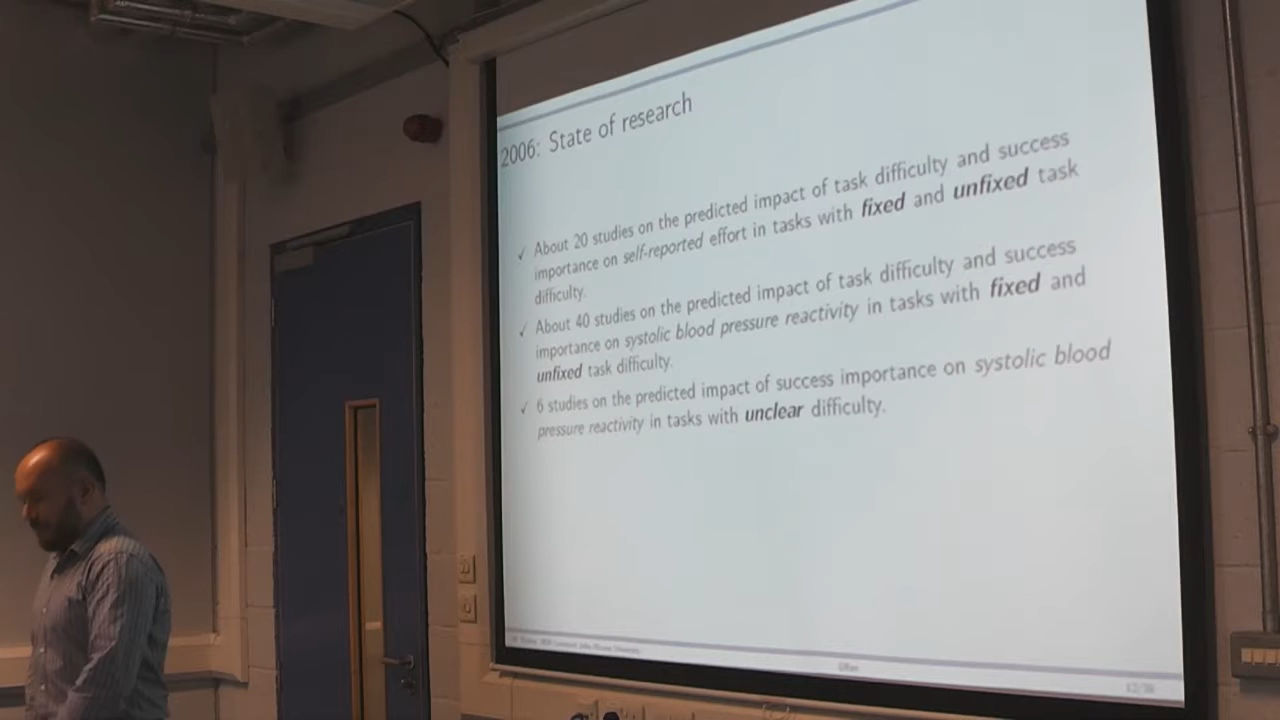 2006: State of research
✓ About 20 studies on the predicted impact of task difficulty and success
importance on self-reported effort in tasks with fixed and unfixed task
difficulty.
✓ About 40 studies on the predicted impact of task difficulty and success
importance on systolic blood pressure reactivity in tasks with fixed and
unfixed task difficulty.
✓ 6 studies on the predicted impact of success importance on systolic blood
pressure reactivity in tasks with unclear difficulty.
Effort